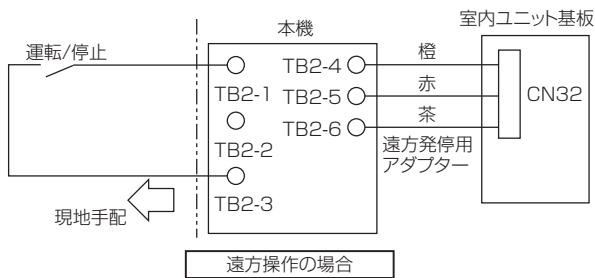 室内ユニット基板
本機
運転/停止
TB2-4
橙
TB2-1
TB2-5
赤
CN32
TB2-6
茶
TB2-2
遠方発停用
アダプター
TB2-3
現地手配
遠方操作の場合